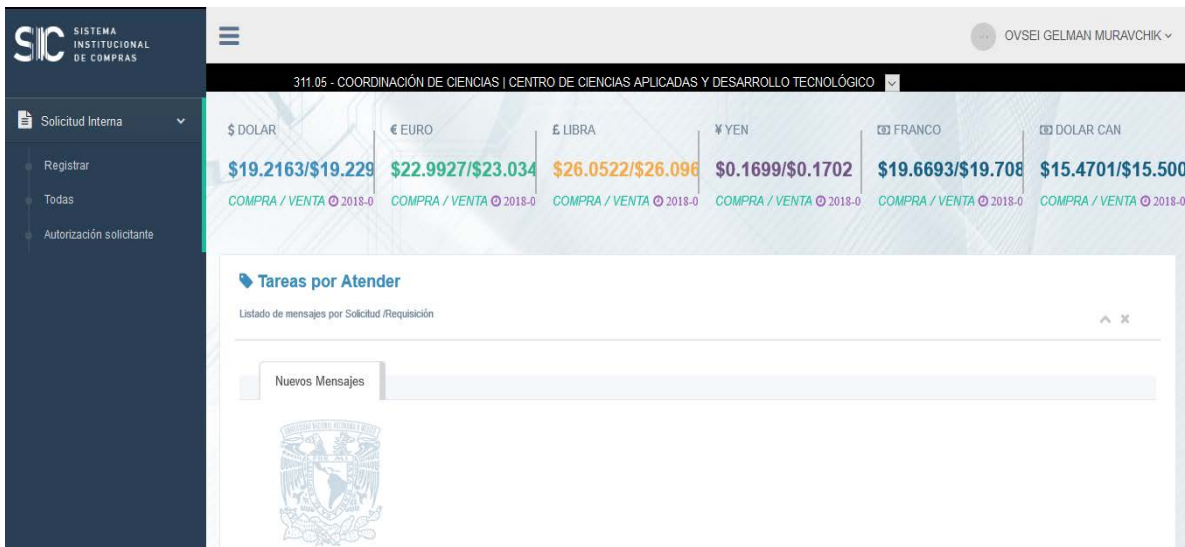 SIC
SISTEMA
INSTITUCIONAL
DE COMPRAS
OVSEI GELMAN MURAVCHIK
311.05 - COORDINACIÓN DE CIENCIAS | CENTRO DE CIENCIAS APLICADAS Y DESARROLLO TECNOLÓGICO
Solicitud Interna
Registrar
Todas
Autorización solicitante
$ DOLAR
$19.2163/$19.229
COMPRA / VENTA 2018-0
€ EURO
$22.9927/$23.034
COMPRA / VENTA 2018-0
£ LIBRA
$26.0522/$26.096
COMPRA / VENTA 2018-0
¥ YEN
$0.1699/$0.1702
COMPRA / VENTA 2018-0
FRANCO
$19.6693/$19.708
COMPRA / VENTA 2018-0
DOLAR CAN
$15.4701/$15.500
COMPRA / VENTA 2018-0
Tareas por Atender
Listado de mensajes por Solicitud /Requisición
Nuevos Mensajes